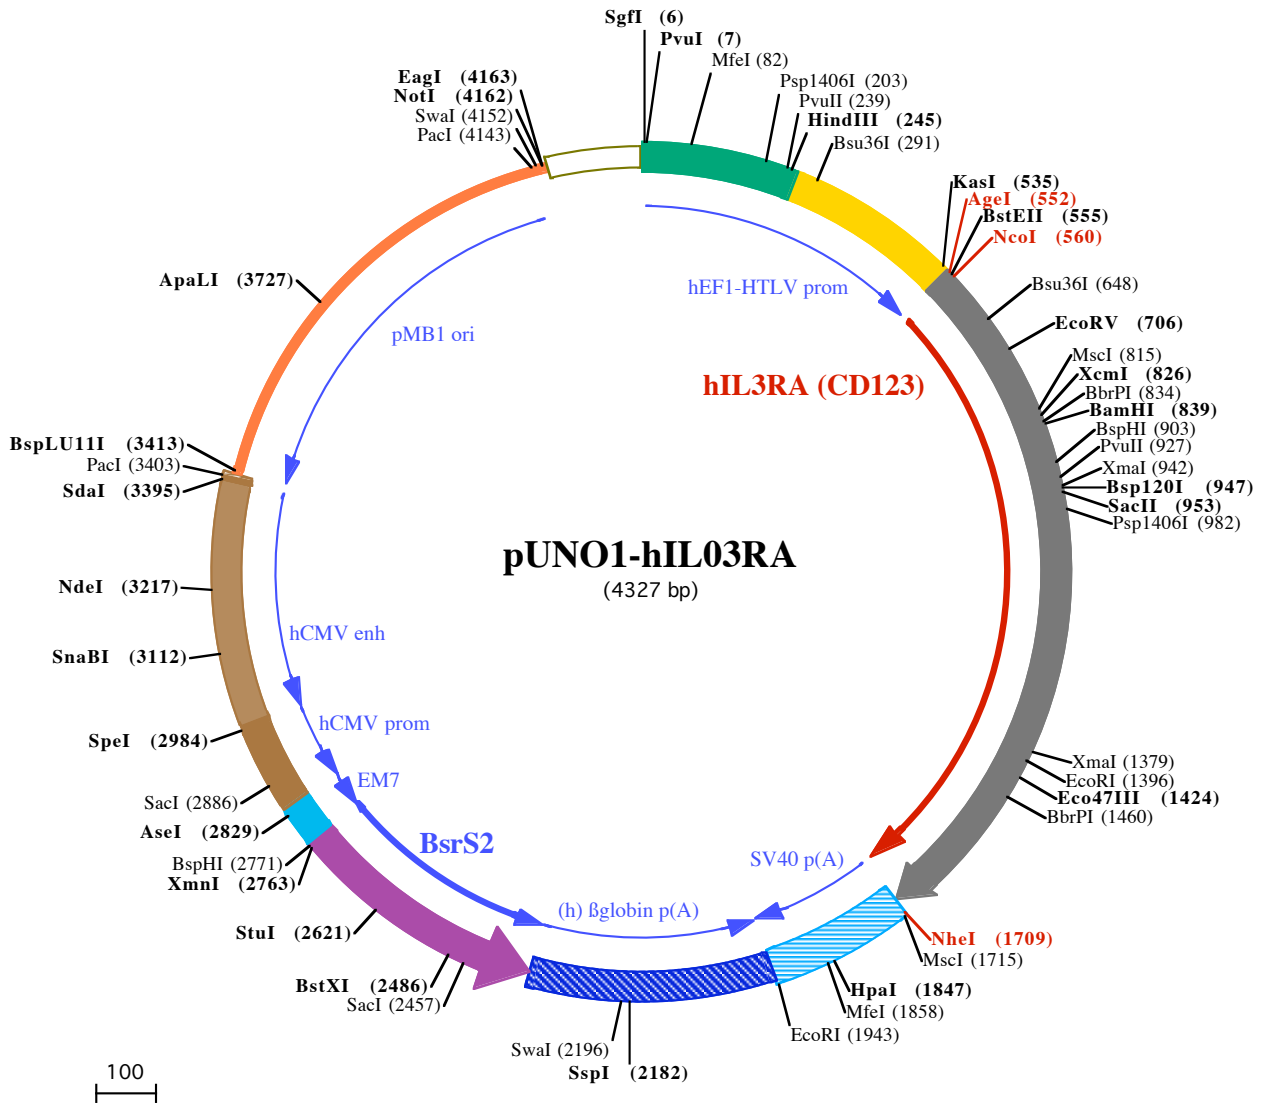 SgfI (6)
PvuI (7)
MfeI (82)
Psp1406I (203)
PvuII (239)
HindIII (245)
Bsu36I (291)
KasI (535)
AgeI (552)
BstEII (555)
NcoI (560)
Bsu36I (648)
EcoRV (706)
MscI (815)
XcmI (826)
BbrPI (834)
BamHI (839)
BspHI (903)
PvuII (927)
XmaI (942)
Bsp120I (947)
SacII (953)
Psp1406I (982)
XmaI (1379)
EcoRI (1396)
Eco47III (1424)
BbrPI (1460)
NheI (1709)
MscI (1715)
HpaI (1847)
MfeI (1858)
EcoRI (1943)
SspI (2182)
SwaI (2196)
SacI (2457)
BstXI (2486)
StuI (2621)
XmnI (2763)
BspHI (2771)
AseI (2829)
SacI (2886)
SpeI (2984)
SnaBI (3112)
NdeI (3217)
SdaI (3395)
PacI (3403)
BspLU11I (3413)
ApaLI (3727)
PacI (4143)
SwaI (4152)
NotI (4162)
EagI (4163)
hEF1-HTLV prom
hIL3RA (CD123)
SV40 p(A)
(h) ßglobin p(A)
BsrS2
EM7
hCMV prom
hCMV enh
pMB1 ori
pUNO1-hIL03RA
(4327 bp)
100